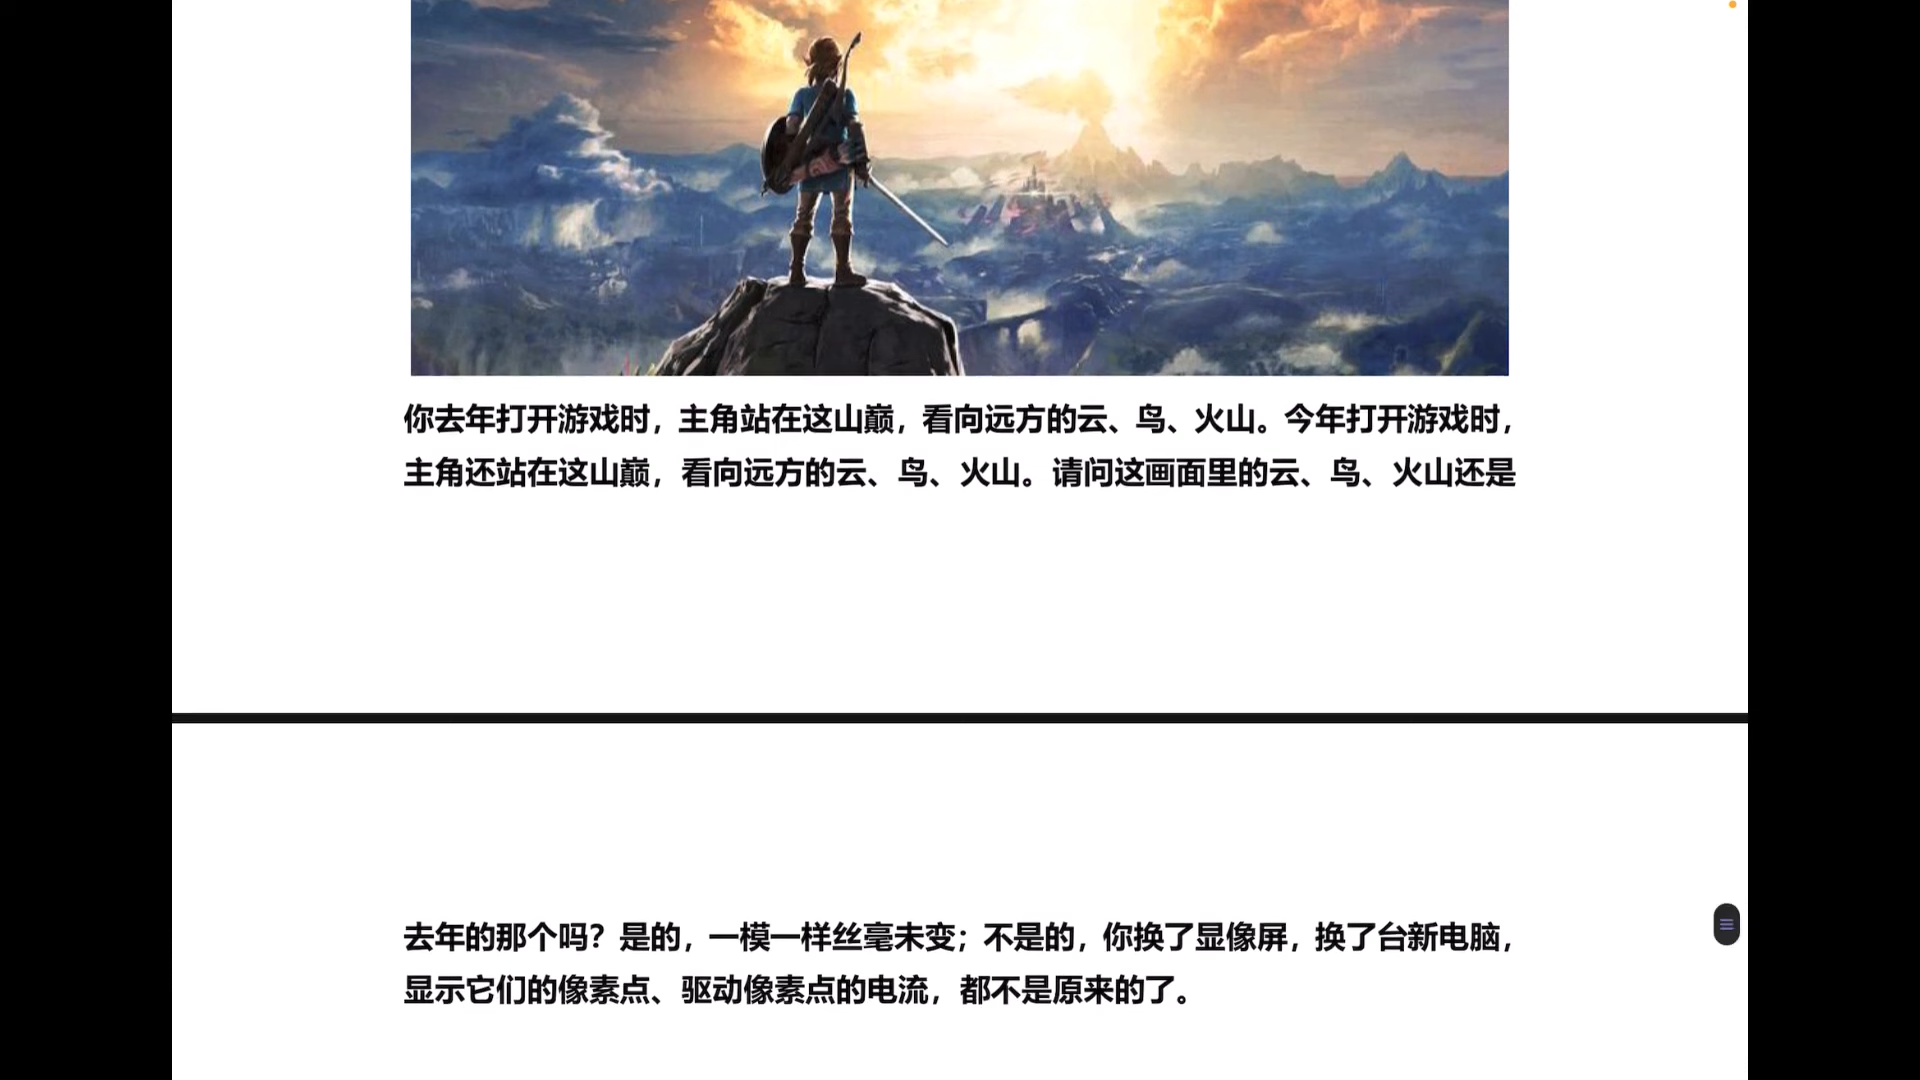 你去年打开游戏时，主角站在这山巅，看向远方的云、鸟、火山。今年打开游戏时，
主角还站在这山巅，看向远方的云、鸟、火山。请问这画面里的云、鸟、火山还是
去年的那个吗？是的，一模一样丝毫未变；不是的，你换了显像屏，换了台新电脑，
显示它们的像素点、驱动像素点的电流，都不是原来的了。